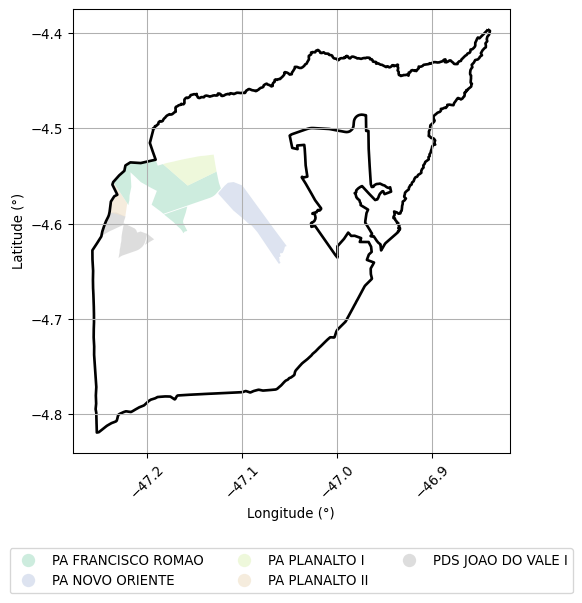 −4.4
−4.5
−4.6
−4.7
−4.8
Latitude (°)
−47.2
−47.1
−47.0
−46.9
Longitude (°)
PA FRANCISCO ROMAO
PA NOVO ORIENTE
PA PLANALTO I
PA PLANALTO II
PDS JOAO DO VALE I